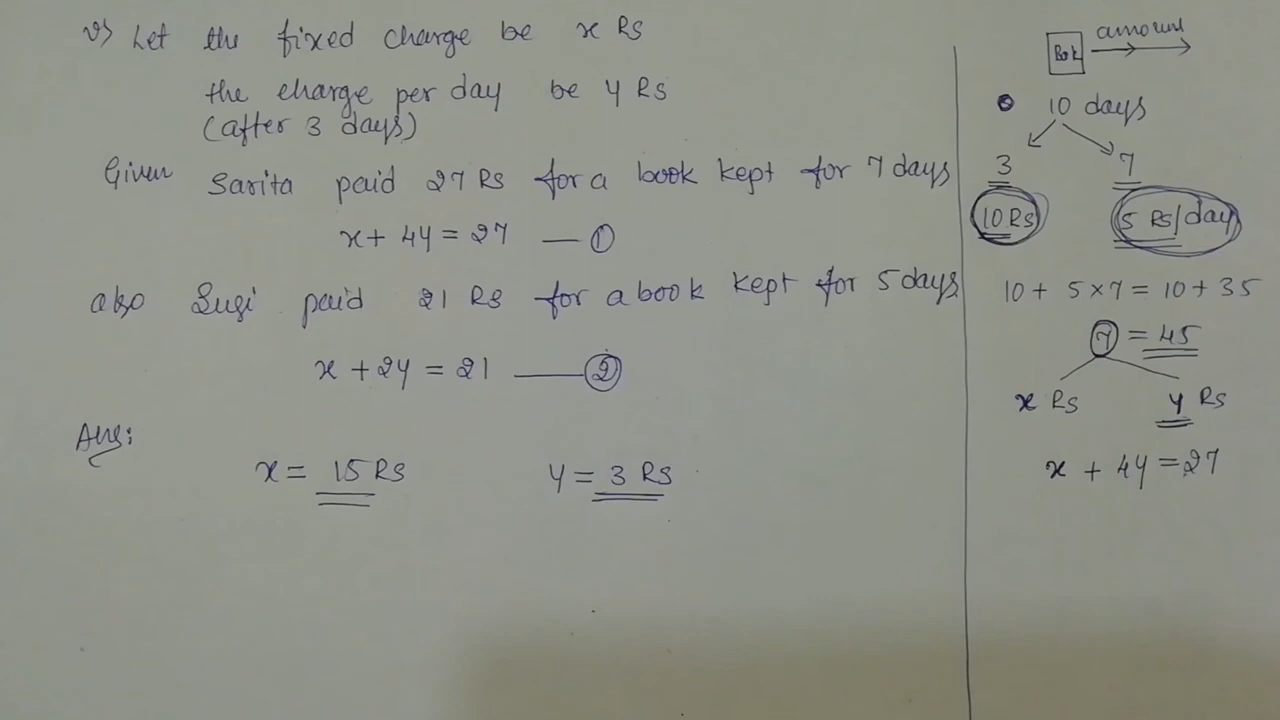 v) Let the fixed charge be x Rs
the charge per day be y Rs
(after 3 days)
Given Sarita paid 27 Rs for a book kept for 7 days
x + 4y = 27 — ①
also Susi paid 21 Rs for a book kept for 5 days
x + 2y = 21 — ②
Ans:
x = 15 Rs y = 3 Rs
Book amount
10 days
3 7
10 Rs 5 Rs/day
10 + 5 × 7 = 10 + 35
7 = 45
x Rs y Rs
x + 4y = 27